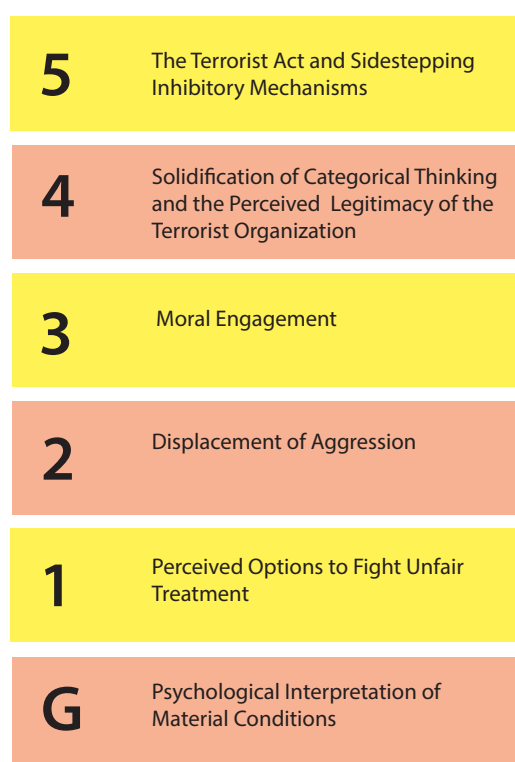 5
The Terrorist Act and Sidestepping
Inhibitory Mechanisms
4
Solidification of Categorical Thinking
and the Perceived Legitimacy of the
Terrorist Organization
3
Moral Engagement
2
Displacement of Aggression
1
Perceived Options to Fight Unfair
Treatment
G
Psychological Interpretation of
Material Conditions